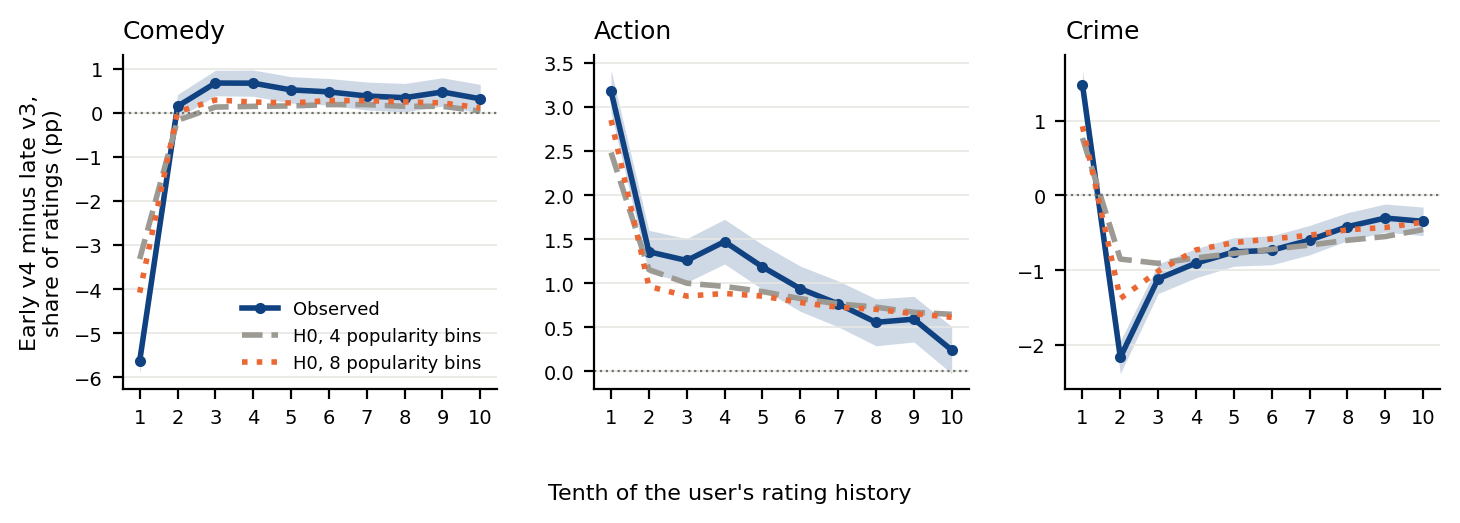 Comedy
Action
Crime
Early v4 minus late v3,
share of ratings (pp)
1
0
−1
−2
−3
−4
−5
−6
Observed
H0, 4 popularity bins
H0, 8 popularity bins
1 2 3 4 5 6 7 8 9 10
3.5
3.0
2.5
2.0
1.5
1.0
0.5
0.0
1 2 3 4 5 6 7 8 9 10
1
0
−1
−2
1 2 3 4 5 6 7 8 9 10
Tenth of the user's rating history